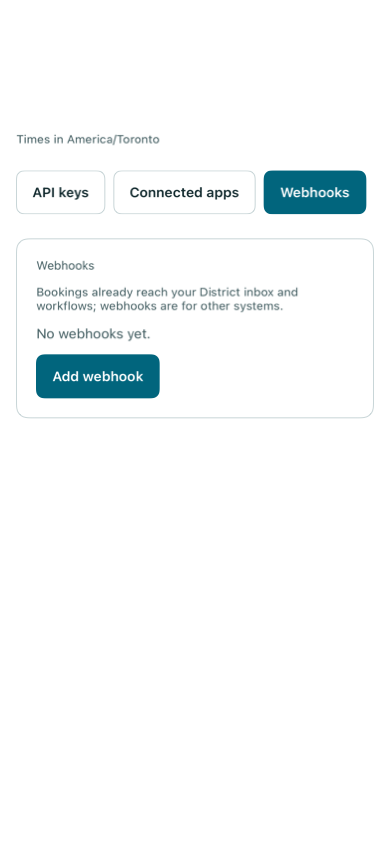 Times in America/Toronto
API keys
Connected apps
Webhooks
Webhooks
Bookings already reach your District inbox and
workflows; webhooks are for other systems.
No webhooks yet.
Add webhook